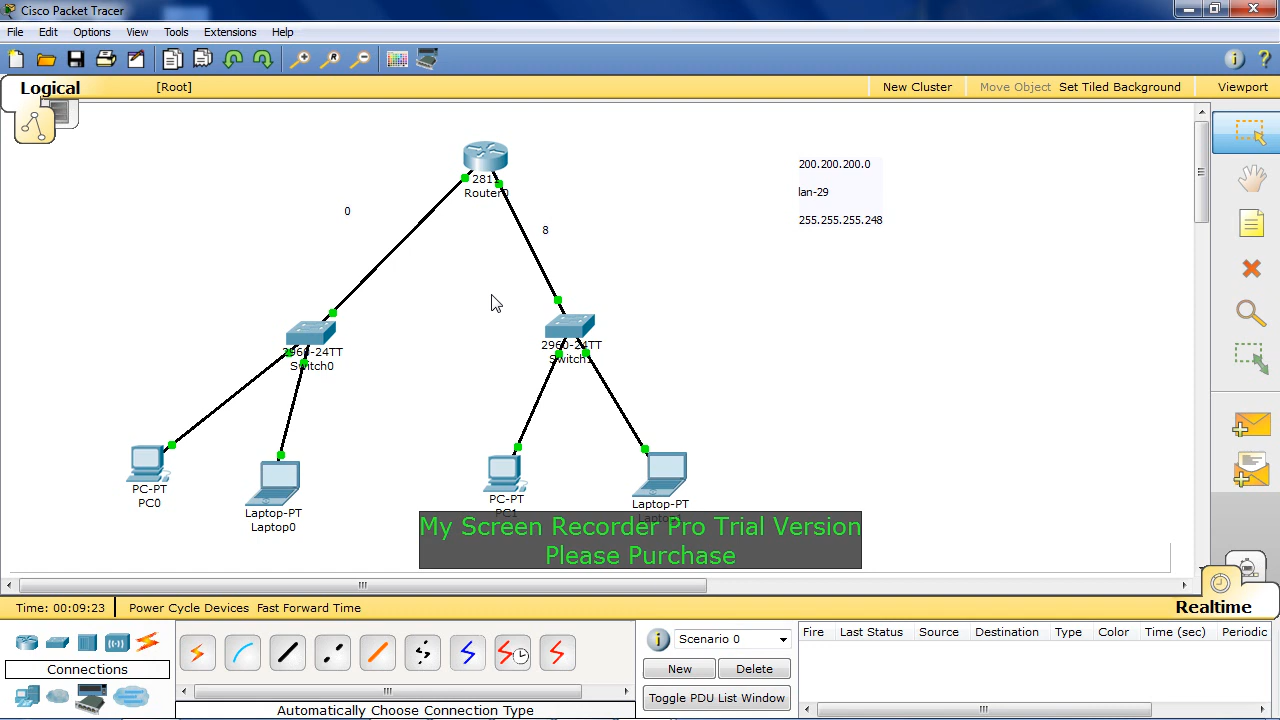 Cisco Packet Tracer
File Edit Options View Tools Extensions Help
Logical [Root] New Cluster Move Object Set Tiled Background Viewport
2811
Router0
200.200.200.0
lan-29
255.255.255.248
0
8
2960-24TT
Switch0
2960-24TT
Switch1
PC-PT
PC0
Laptop-PT
Laptop0
PC-PT
PC1
Laptop-PT
My Screen Recorder Pro Trial Version
Please Purchase
Time: 00:09:23 Power Cycle Devices Fast Forward Time Realtime
Connections
Automatically Choose Connection Type
Scenario 0
New Delete
Toggle PDU List Window
Fire Last Status Source Destination Type Color Time (sec) Periodic